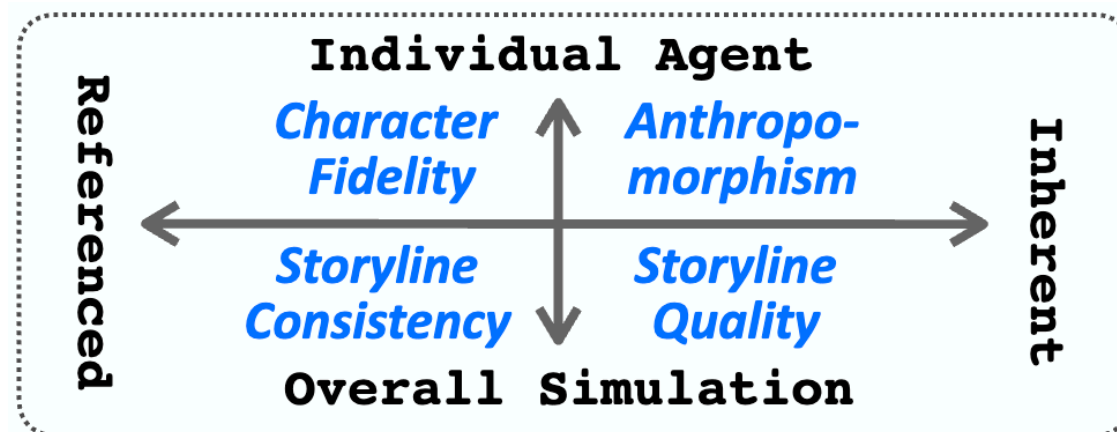 Individual Agent
Referenced
Character
Fidelity
Anthropo-
morphism
Inherent
Storyline
Consistency
Storyline
Quality
Overall Simulation